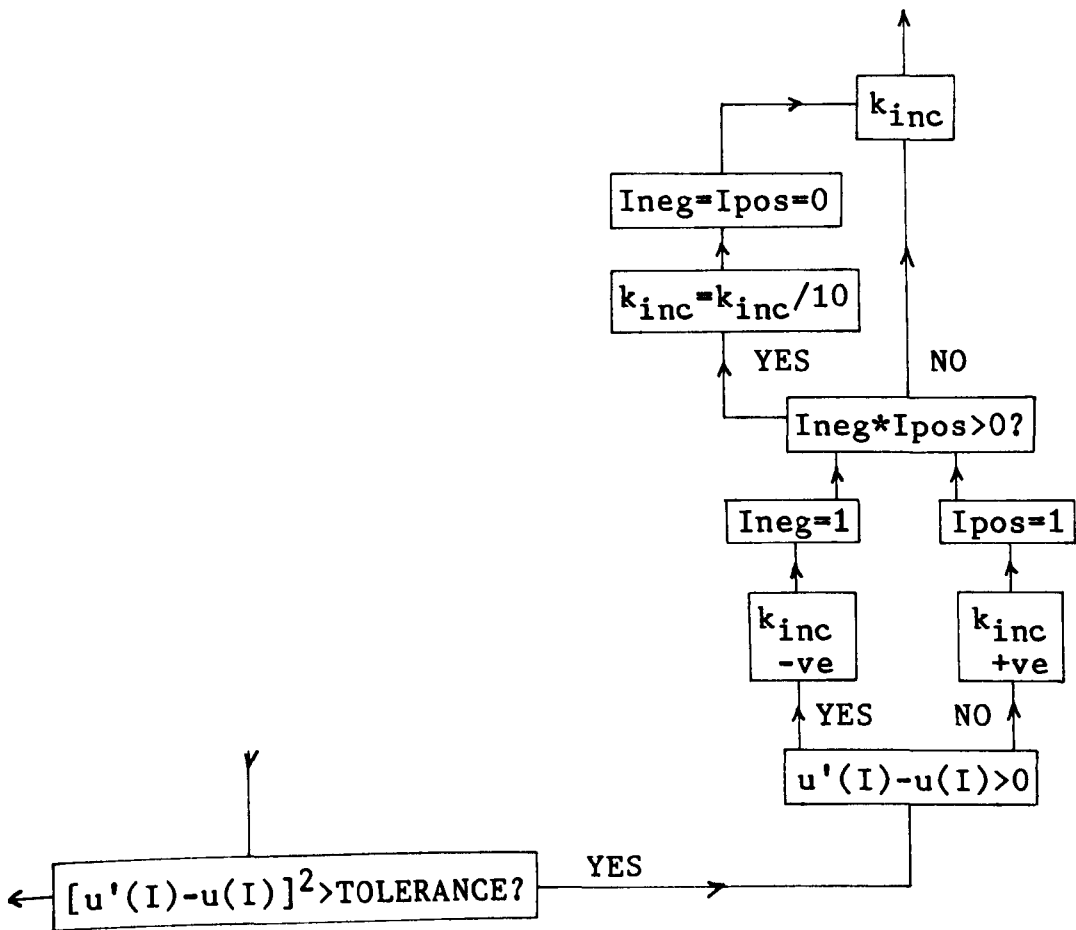 k_inc
Ineg=Ipos=0
k_inc=k_inc/10
YES
NO
Ineg*Ipos>0?
Ineg=1
Ipos=1
k_inc
-ve
k_inc
+ve
YES
NO
u'(I)-u(I)>0
YES
[u'(I)-u(I)]²>TOLERANCE?